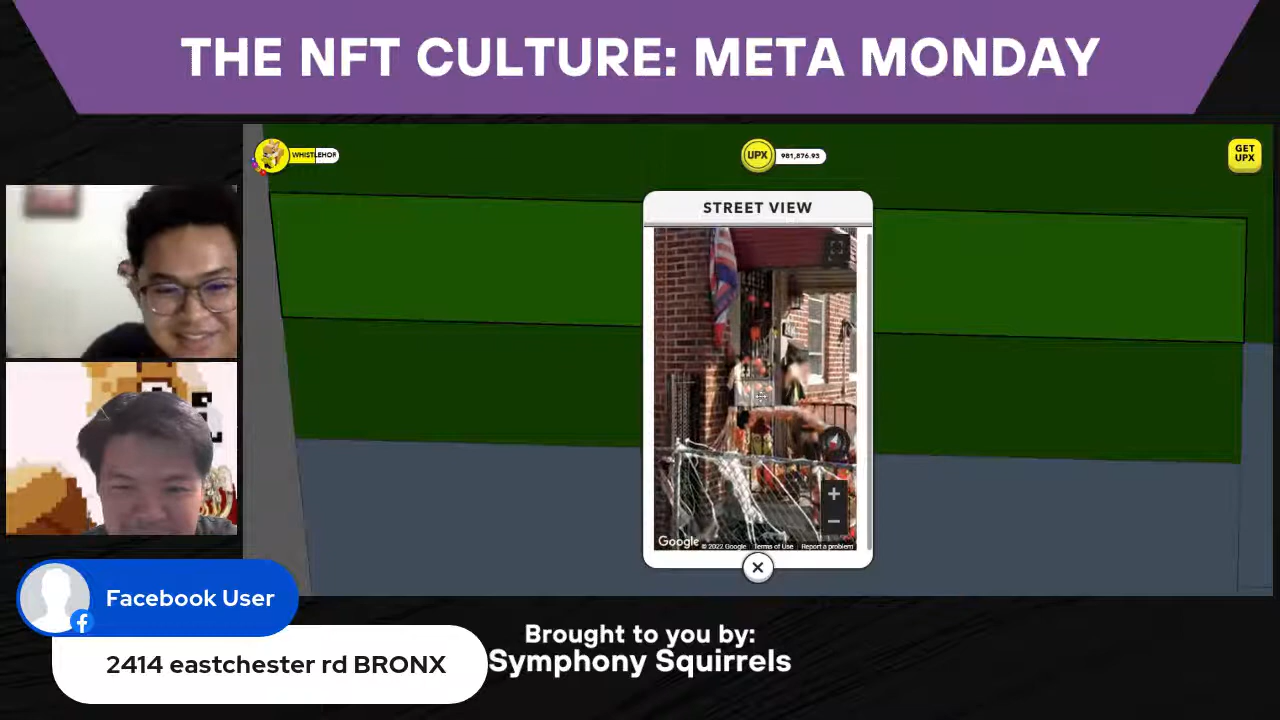 THE NFT CULTURE: META MONDAY
WHISTLEHOR
UPX
981,876.93
GET
UPX
STREET VIEW
Google
© 2022 Google
Terms of Use
Report a problem
Facebook User
2414 eastchester rd BRONX
Brought to you by:
Symphony Squirrels